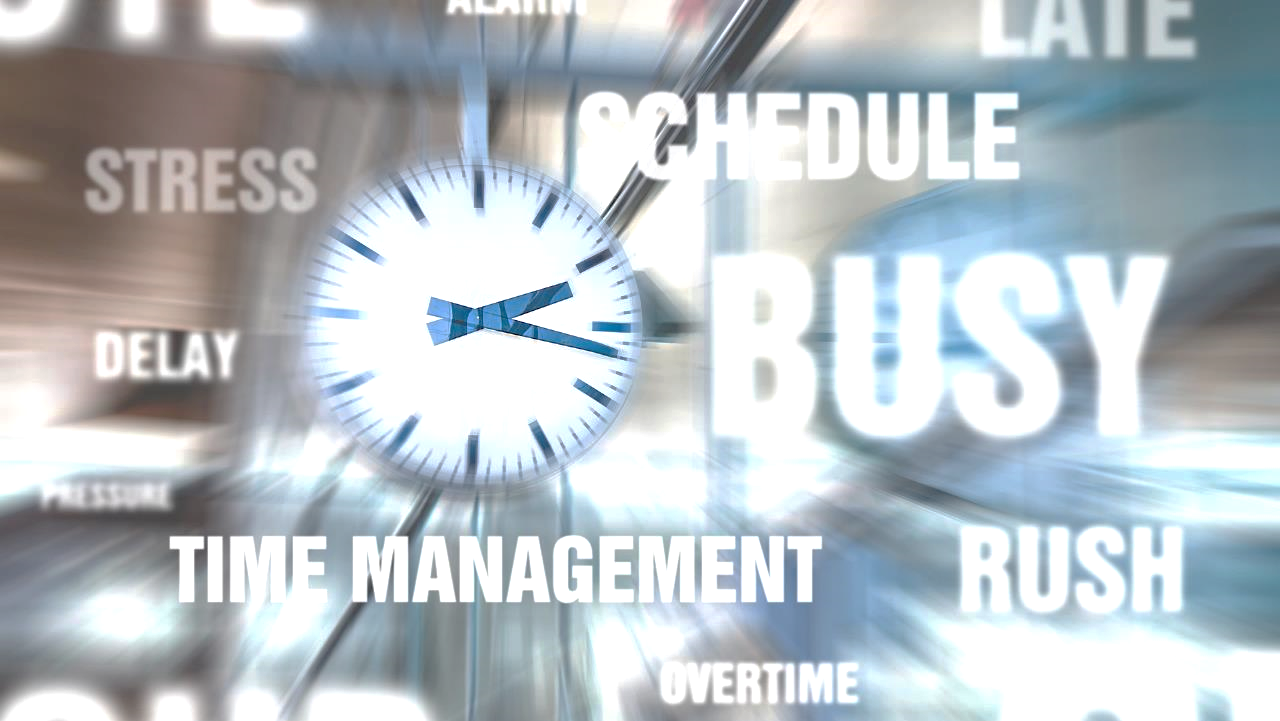 ALARM
LATE
SCHEDULE
STRESS
BUSY
DELAY
PRESSURE
TIME MANAGEMENT
RUSH
OVERTIME